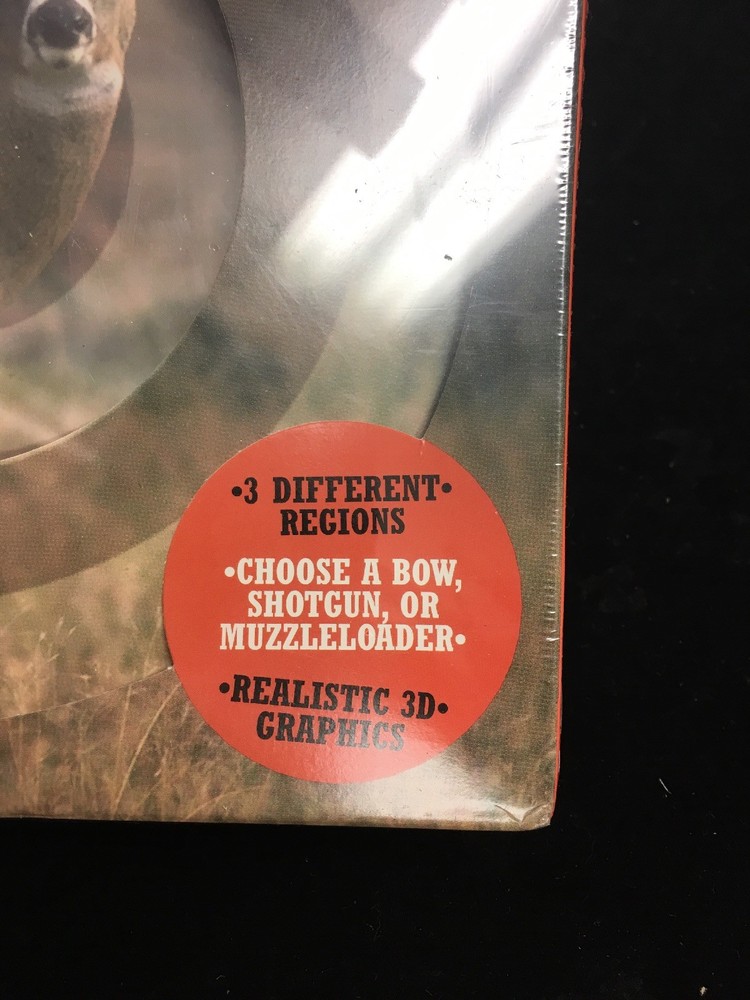 •3 DIFFERENT•
REGIONS
•CHOOSE A BOW,
SHOTGUN, OR
MUZZLELOADER•
•REALISTIC 3D•
GRAPHICS